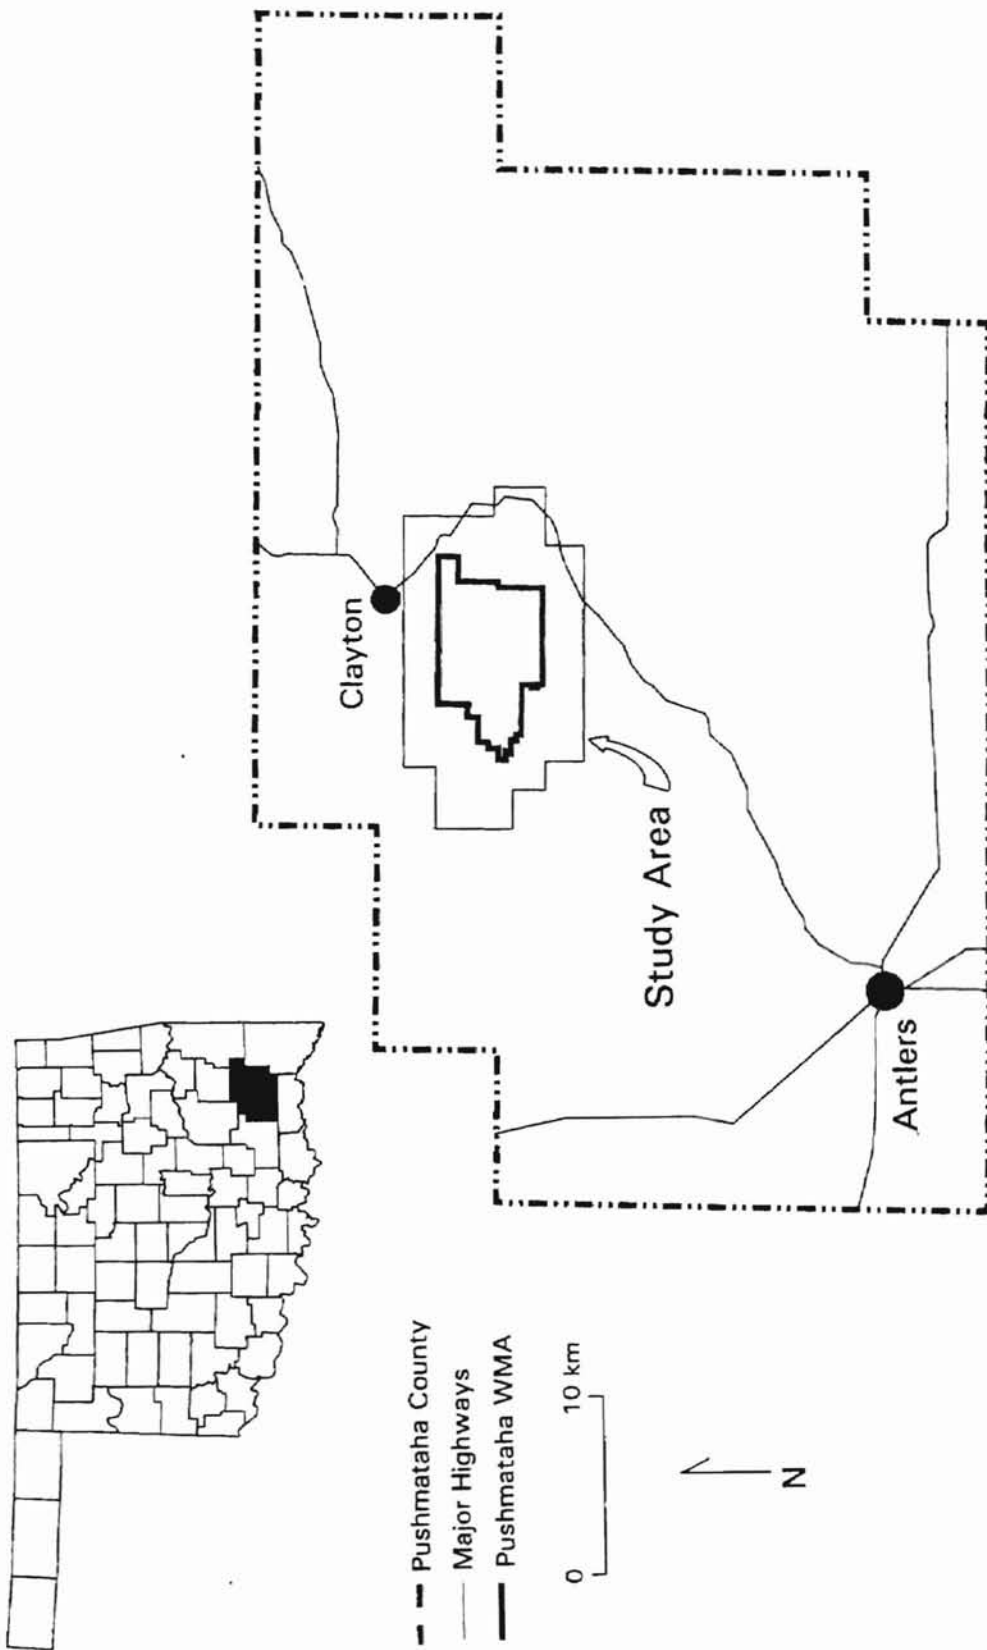 Clayton
Study Area
Antlers
Pushmataha County
Major Highways
Pushmataha WMA
0 10 km
N